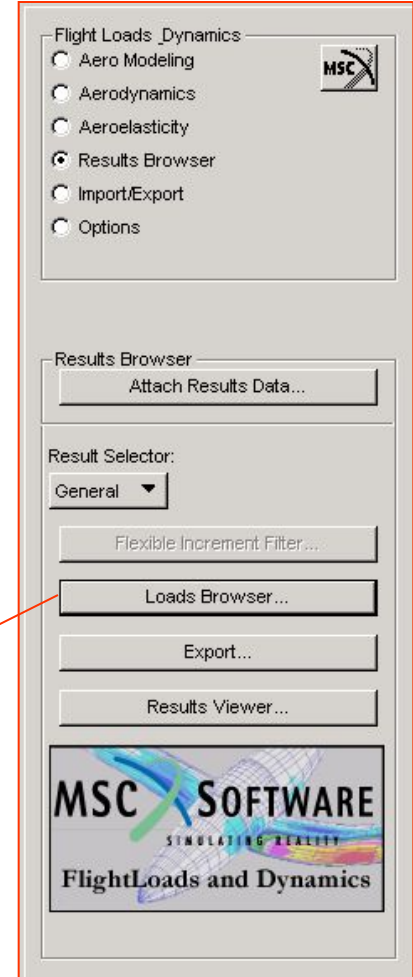 Flight Loads _Dynamics
Aero Modeling
MSC
Aerodynamics
Aeroelasticity
Results Browser
Import/Export
Options
Results Browser
Attach Results Data...
Result Selector:
General
Flexible Increment Filter...
Loads Browser...
Export...
Results Viewer...
MSC SOFTWARE
SIMULATING REALITY
FlightLoads and Dynamics